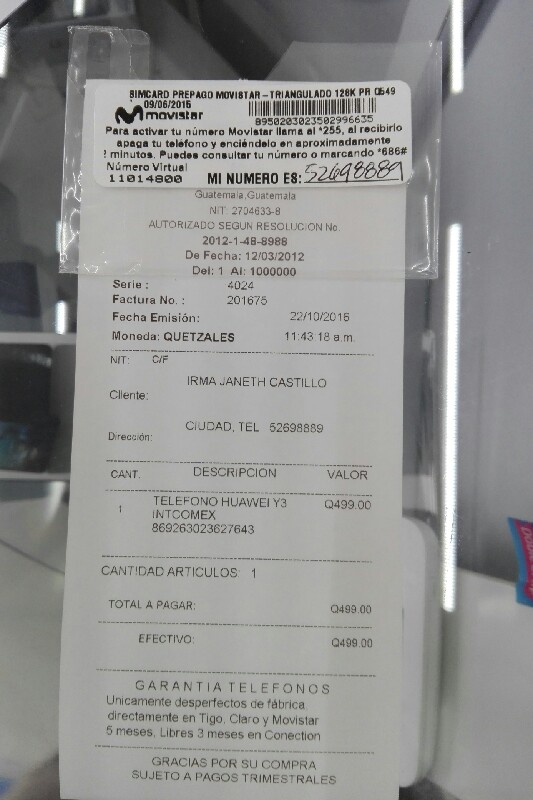 SIMCARD PREPAGO MOVISTAR - TRIANGULADO 128K PR Q549
09/06/2015
movistar
8950203023502996635
Para activar tu número Movistar llama al *255, al recibirlo
apaga tu teléfono y enciéndelo en aproximadamente
minutos. Puedes consultar tu número o marcando *686#
Número Virtual
11014800 MI NUMERO ES: 52698889
Guatemala,Guatemala
NIT: 2704633-8
AUTORIZADO SEGUN RESOLUCION No.
2012-1-48-8988
De Fecha: 12/03/2012
Del: 1 Al: 1000000
Serie : 4024
Factura No. : 201675
Fecha Emisión: 22/10/2016
Moneda: QUETZALES 11:43:18 a.m.
NIT: C/F
IRMA JANETH CASTILLO
Cliente:
CIUDAD, TEL 52698889
Dirección:
CANT. DESCRIPCION VALOR
1 TELEFONO HUAWEI Y3 Q499.00
INTCOMEX
869263023627643
CANTIDAD ARTICULOS: 1
TOTAL A PAGAR: Q499.00
EFECTIVO: Q499.00
GARANTIA TELEFONOS
Unicamente desperfectos de fábrica,
directamente en Tigo, Claro y Movistar
5 meses, Libres 3 meses en Conection
GRACIAS POR SU COMPRA
SUJETO A PAGOS TRIMESTRALES